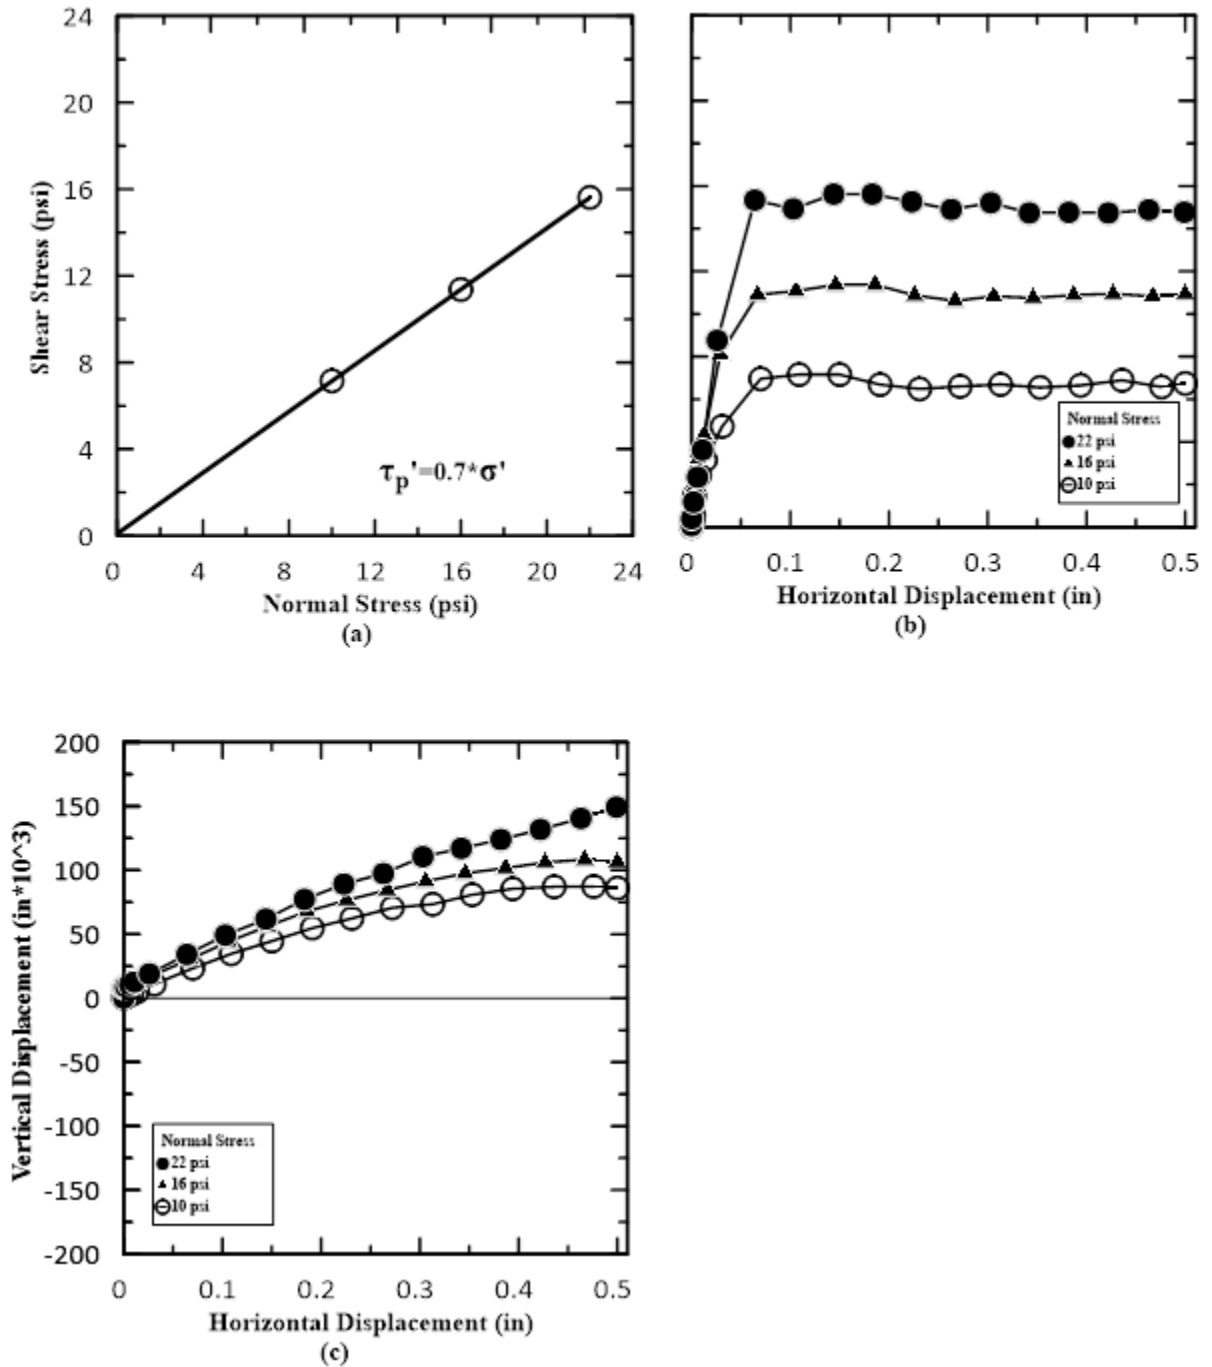 24
20
16
12
8
4
0
Shear Stress (psi)
τp'=0.7*σ'
0 4 8 12 16 20 24
Normal Stress (psi)
(a)
Normal Stress
22 psi
16 psi
10 psi
0 0.1 0.2 0.3 0.4 0.5
Horizontal Displacement (in)
(b)
200
150
100
50
0
-50
-100
-150
-200
Vertical Displacement (in*10^3)
Normal Stress
22 psi
16 psi
10 psi
0 0.1 0.2 0.3 0.4 0.5
Horizontal Displacement (in)
(c)